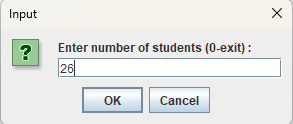 Input
Enter number of students (0-exit) :
26
OK Cancel